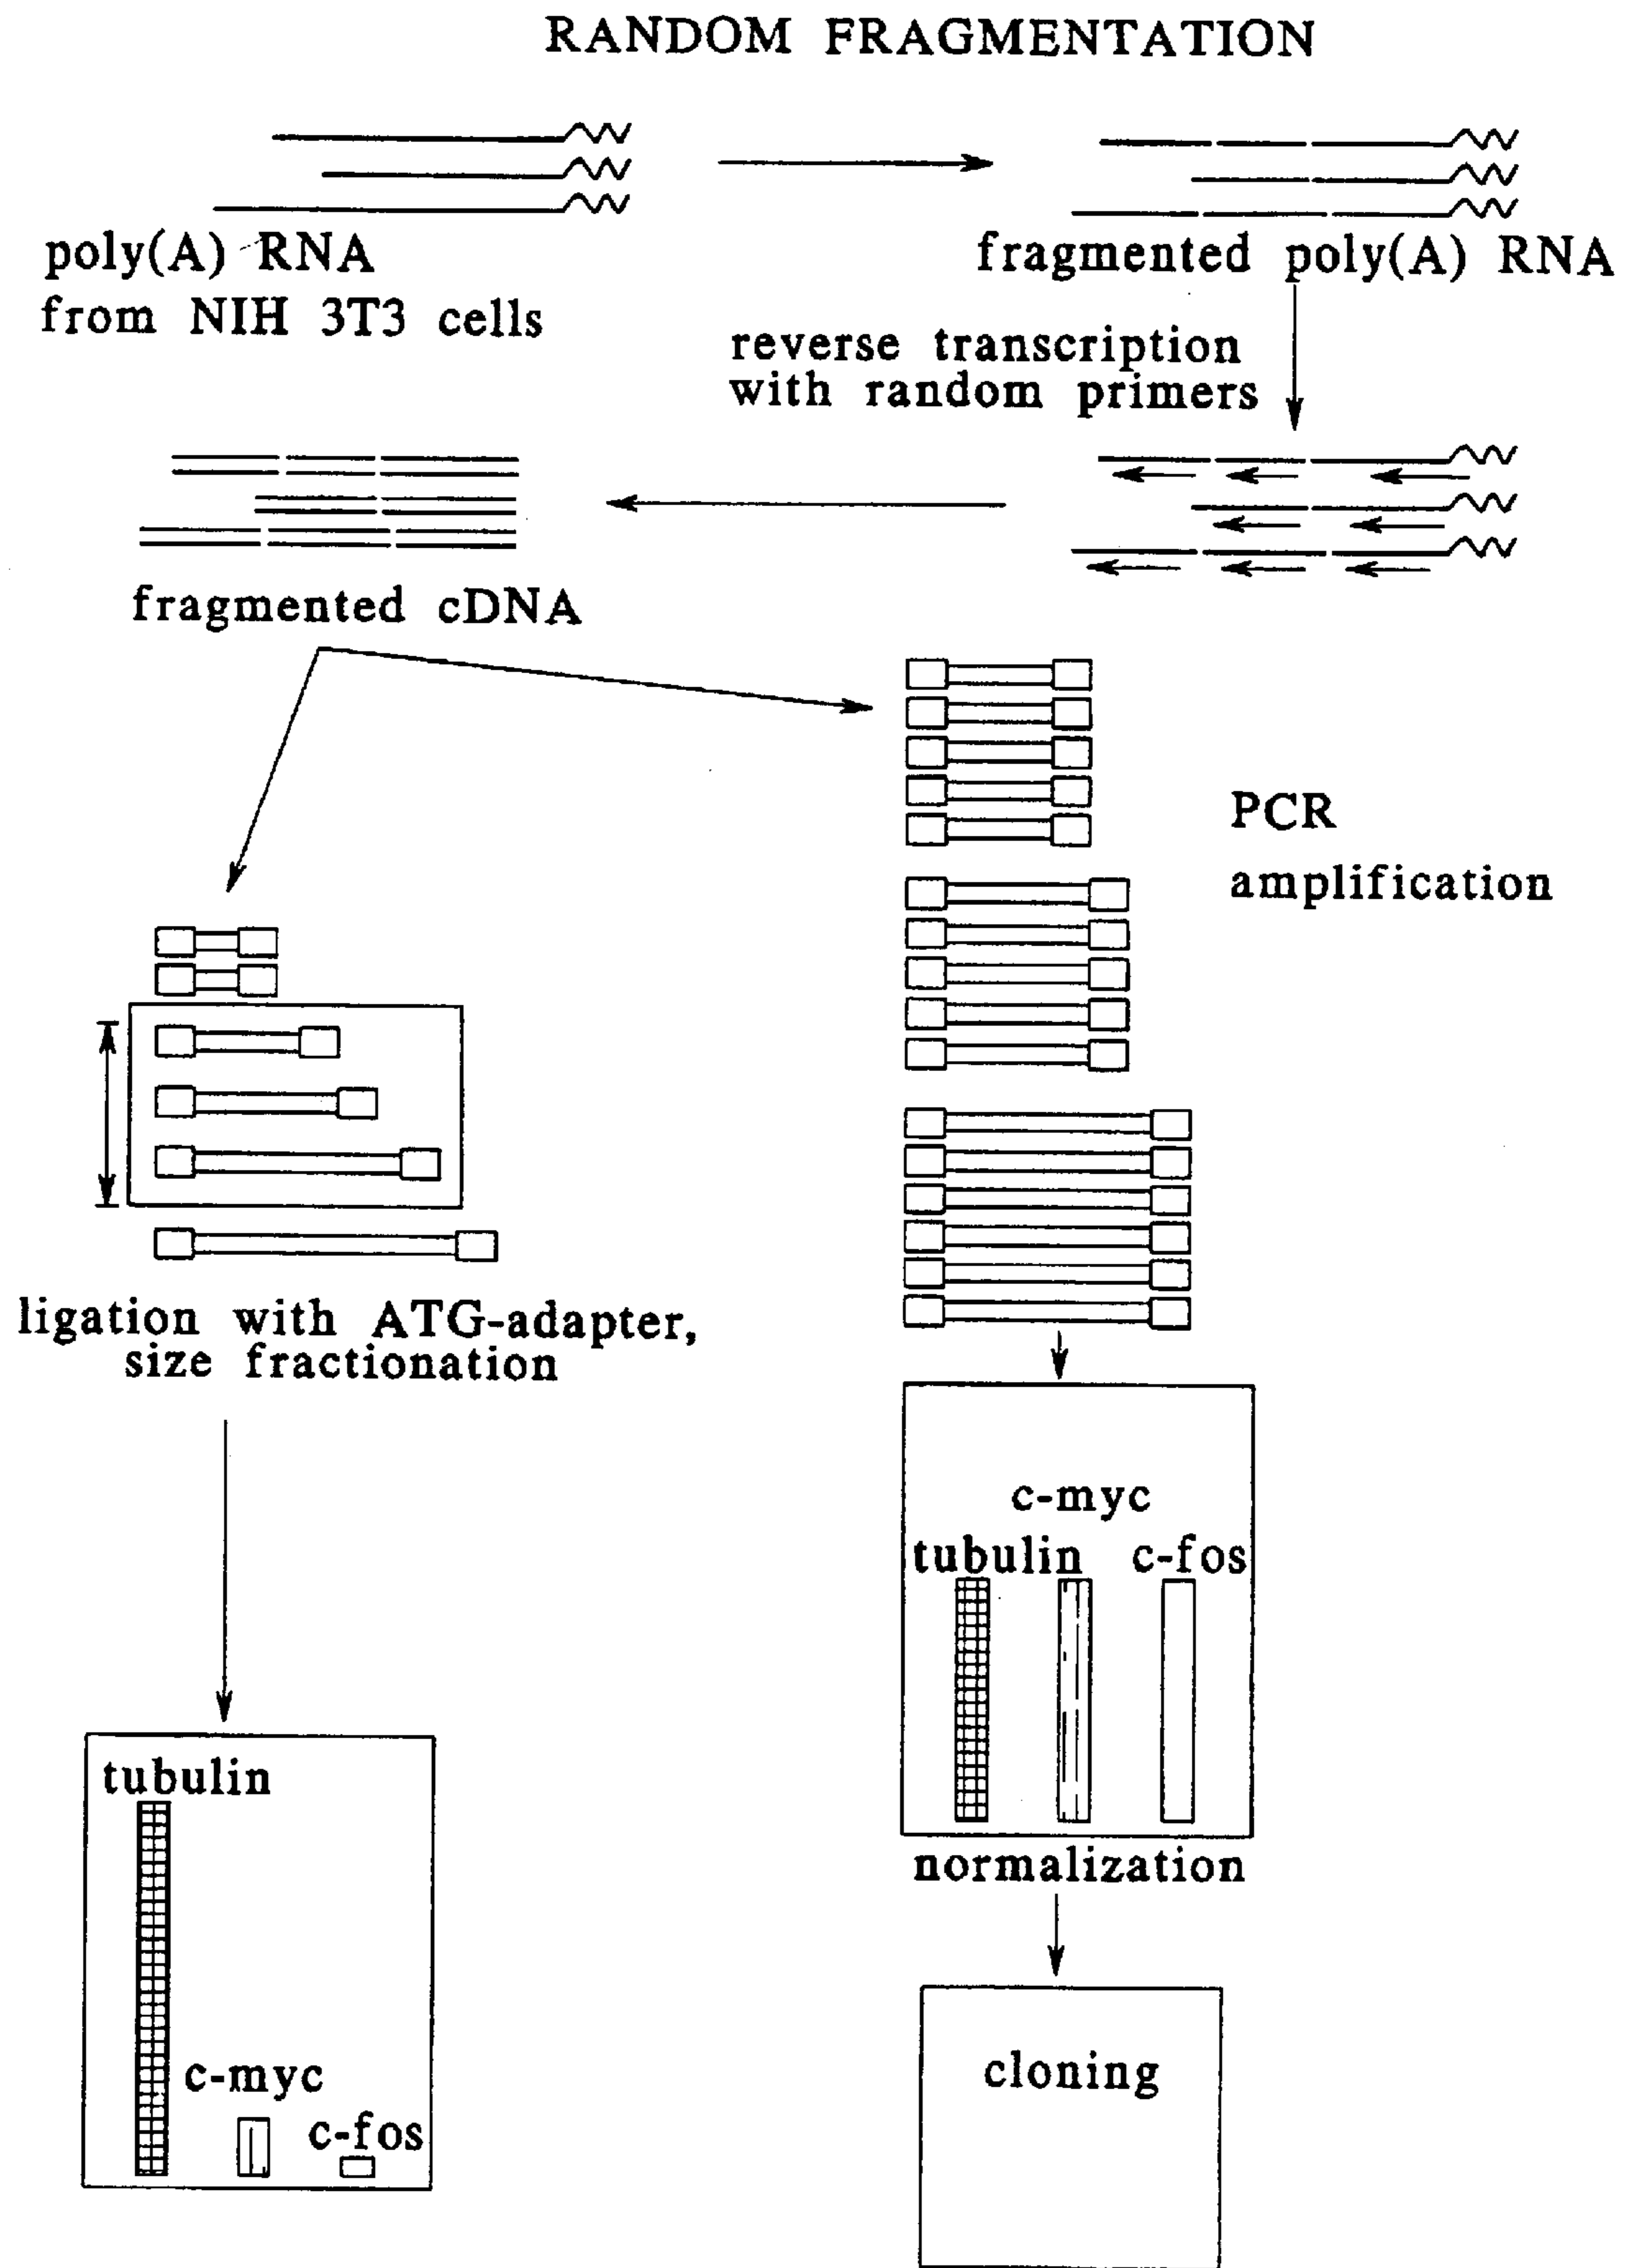 RANDOM FRAGMENTATION
poly(A) RNA
from NIH 3T3 cells
fragmented poly(A) RNA
reverse transcription
with random primers
fragmented cDNA
PCR
amplification
ligation with ATG-adapter,
size fractionation
c-myc
tubulin c-fos
normalization
tubulin
c-myc
c-fos
cloning